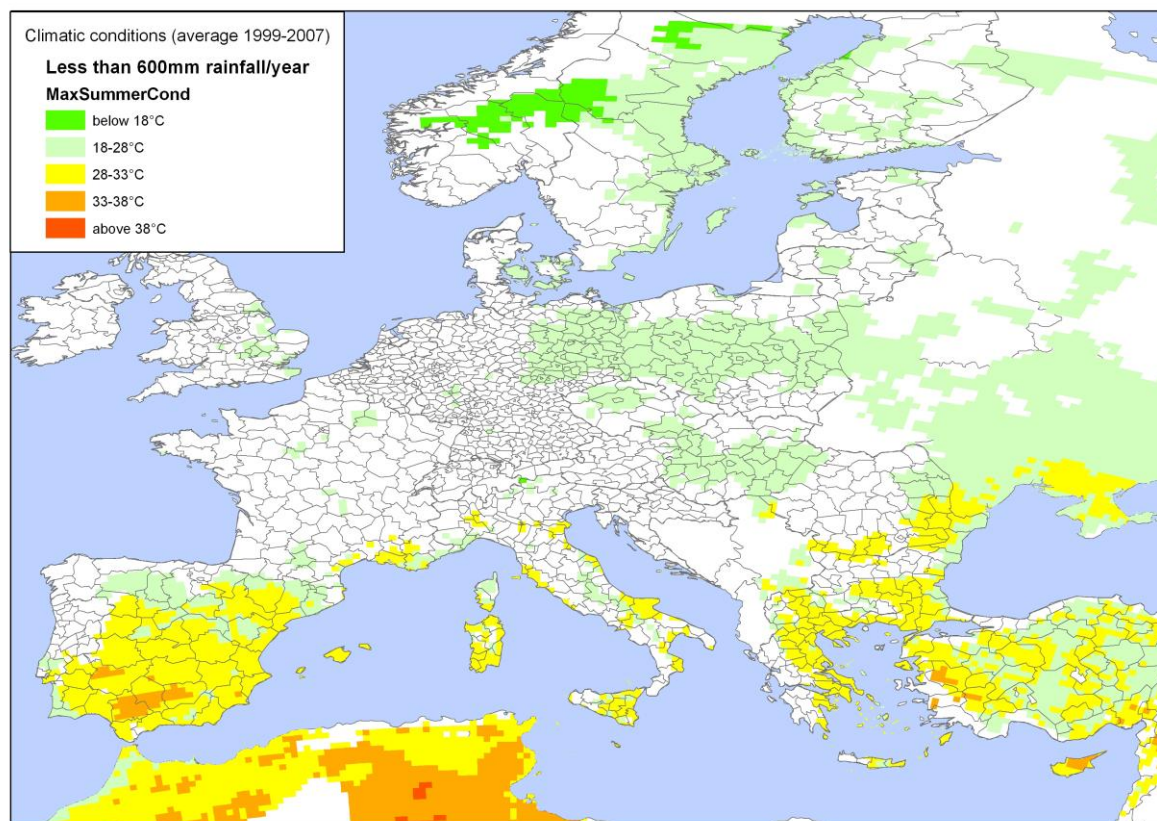 Climatic conditions (average 1999-2007)
Less than 600mm rainfall/year
MaxSummerCond
below 18°C
18-28°C
28-33°C
33-38°C
above 38°C